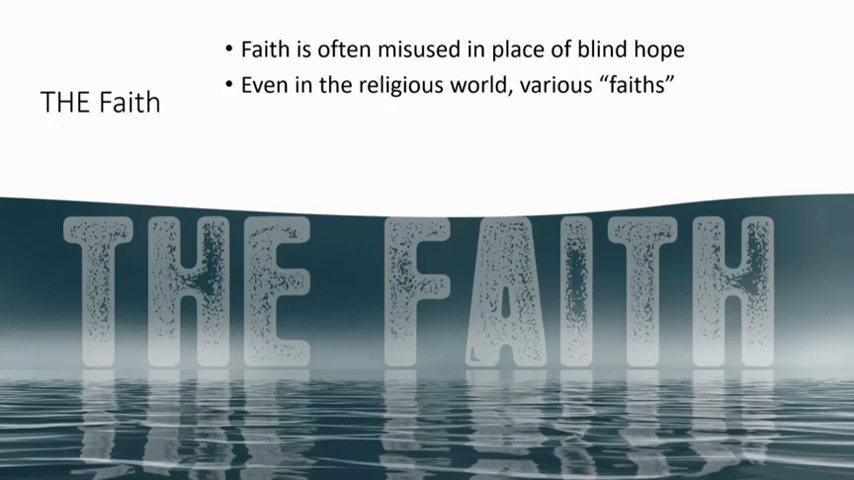 THE Faith
• Faith is often misused in place of blind hope
• Even in the religious world, various “faiths”
THE FAITH